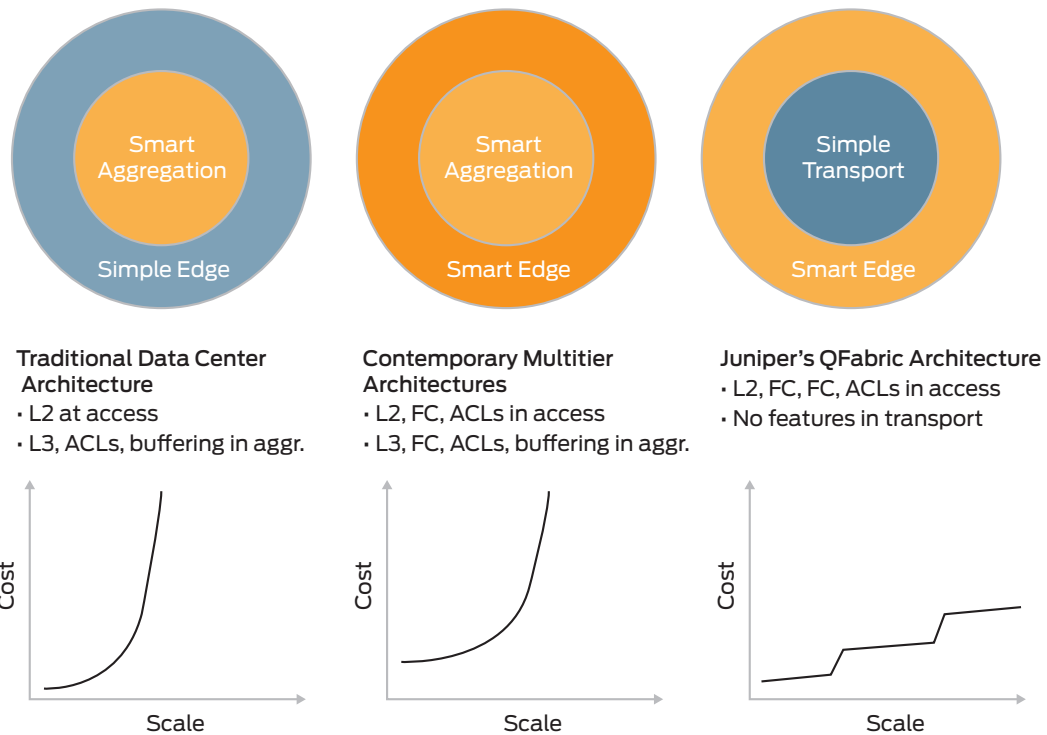 Smart
Aggregation
Simple Edge
Smart
Aggregation
Smart Edge
Simple
Transport
Smart Edge
Traditional Data Center
Architecture
· L2 at access
· L3, ACLs, buffering in aggr.
Contemporary Multitier
Architectures
· L2, FC, ACLs in access
· L3, FC, ACLs, buffering in aggr.
Juniper's QFabric Architecture
· L2, FC, FC, ACLs in access
· No features in transport
Cost
Scale
Cost
Scale
Cost
Scale